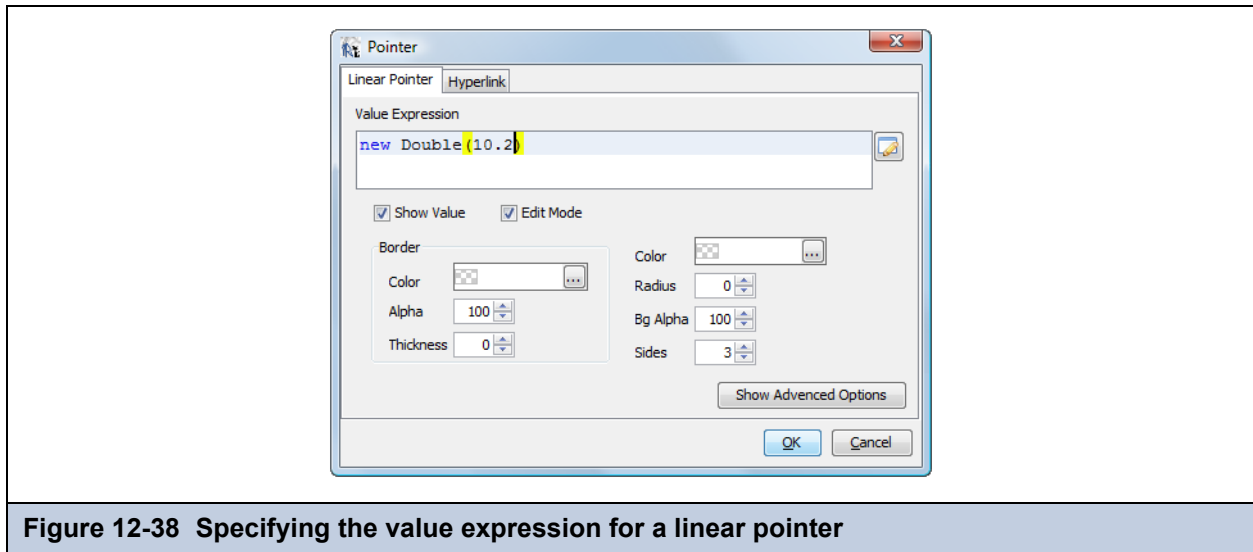 Pointer
Linear Pointer Hyperlink
Value Expression
new Double(10.2)
Show Value Edit Mode
Border
Color ...
Alpha 100
Thickness 0
Color ...
Radius 0
Bg Alpha 100
Sides 3
Show Advenced Options
OK Cancel
Figure 12-38 Specifying the value expression for a linear pointer